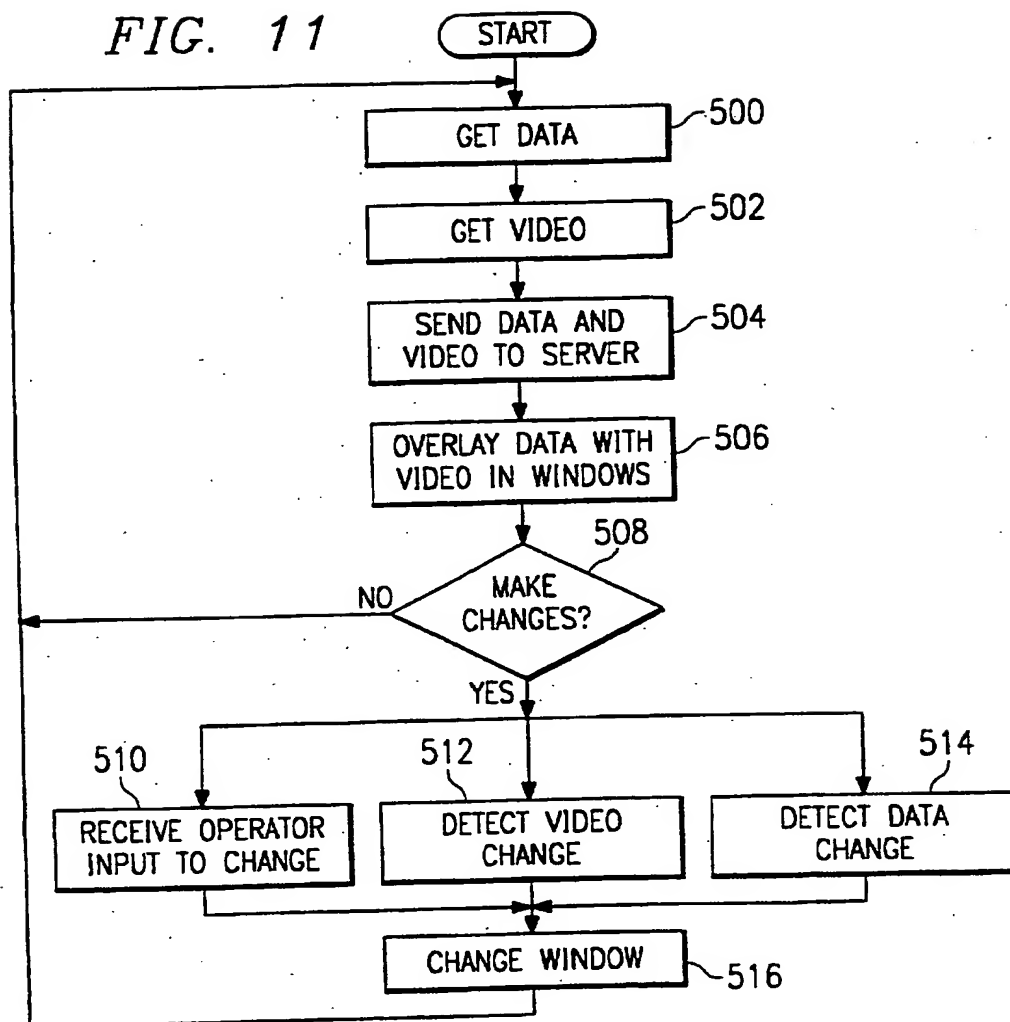 FIG. 11
START
GET DATA
500
GET VIDEO
502
SEND DATA AND
VIDEO TO SERVER
504
OVERLAY DATA WITH
VIDEO IN WINDOWS
506
508
MAKE
CHANGES?
NO
YES
510
RECEIVE OPERATOR
INPUT TO CHANGE
512
DETECT VIDEO
CHANGE
514
DETECT DATA
CHANGE
CHANGE WINDOW
516